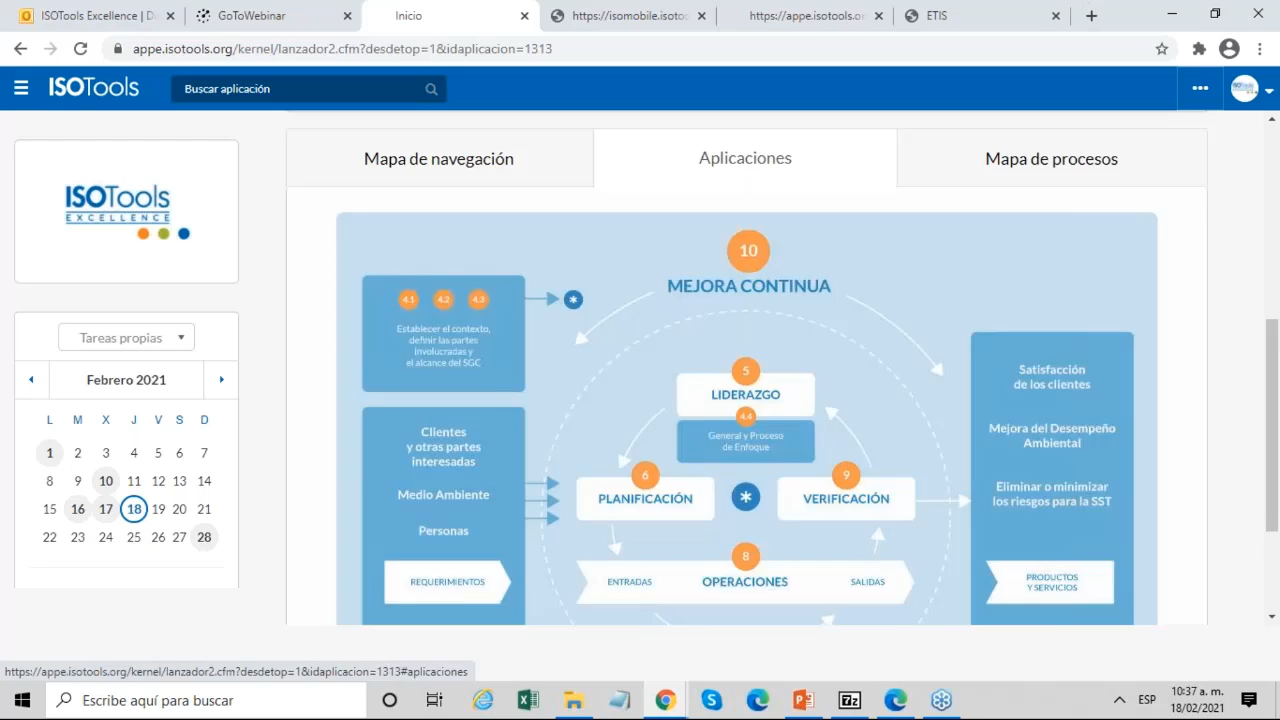 ISOTools Excellence | D
GoToWebinar
Inicio
https://isomobile.isotoo
https://appe.isotools.or
ETIS
appe.isotools.org/kernel/lanzador2.cfm?desdetop=1&idaplicacion=1313
ISOTools
Buscar aplicación
ISOTools
EXCELLENCE
Mapa de navegación
Aplicaciones
Mapa de procesos
Tareas propias
Febrero 2021
L M X J V S D
1 2 3 4 5 6 7
8 9 10 11 12 13 14
15 16 17 18 19 20 21
22 23 24 25 26 27 28
10
MEJORA CONTINUA
4.1 4.2 4.3
Establecer el contexto,
definir las partes
involucradas y
el alcance del SGC
Clientes
y otras partes
interesadas
Medio Ambiente
Personas
REQUERIMIENTOS
5
LIDERAZGO
4.4
General y Proceso
de Enfoque
6
PLANIFICACIÓN
9
VERIFICACIÓN
8
ENTRADAS
OPERACIONES
SALIDAS
Satisfacción
de los clientes
Mejora del Desempeño
Ambiental
Eliminar o minimizar
los riesgos para la SST
PRODUCTOS
Y SERVICIOS
https://appe.isotools.org/kernel/lanzador2.cfm?desdetop=1&idaplicacion=1313#aplicaciones
Escribe aquí para buscar
ESP
10:37 a. m.
18/02/2021